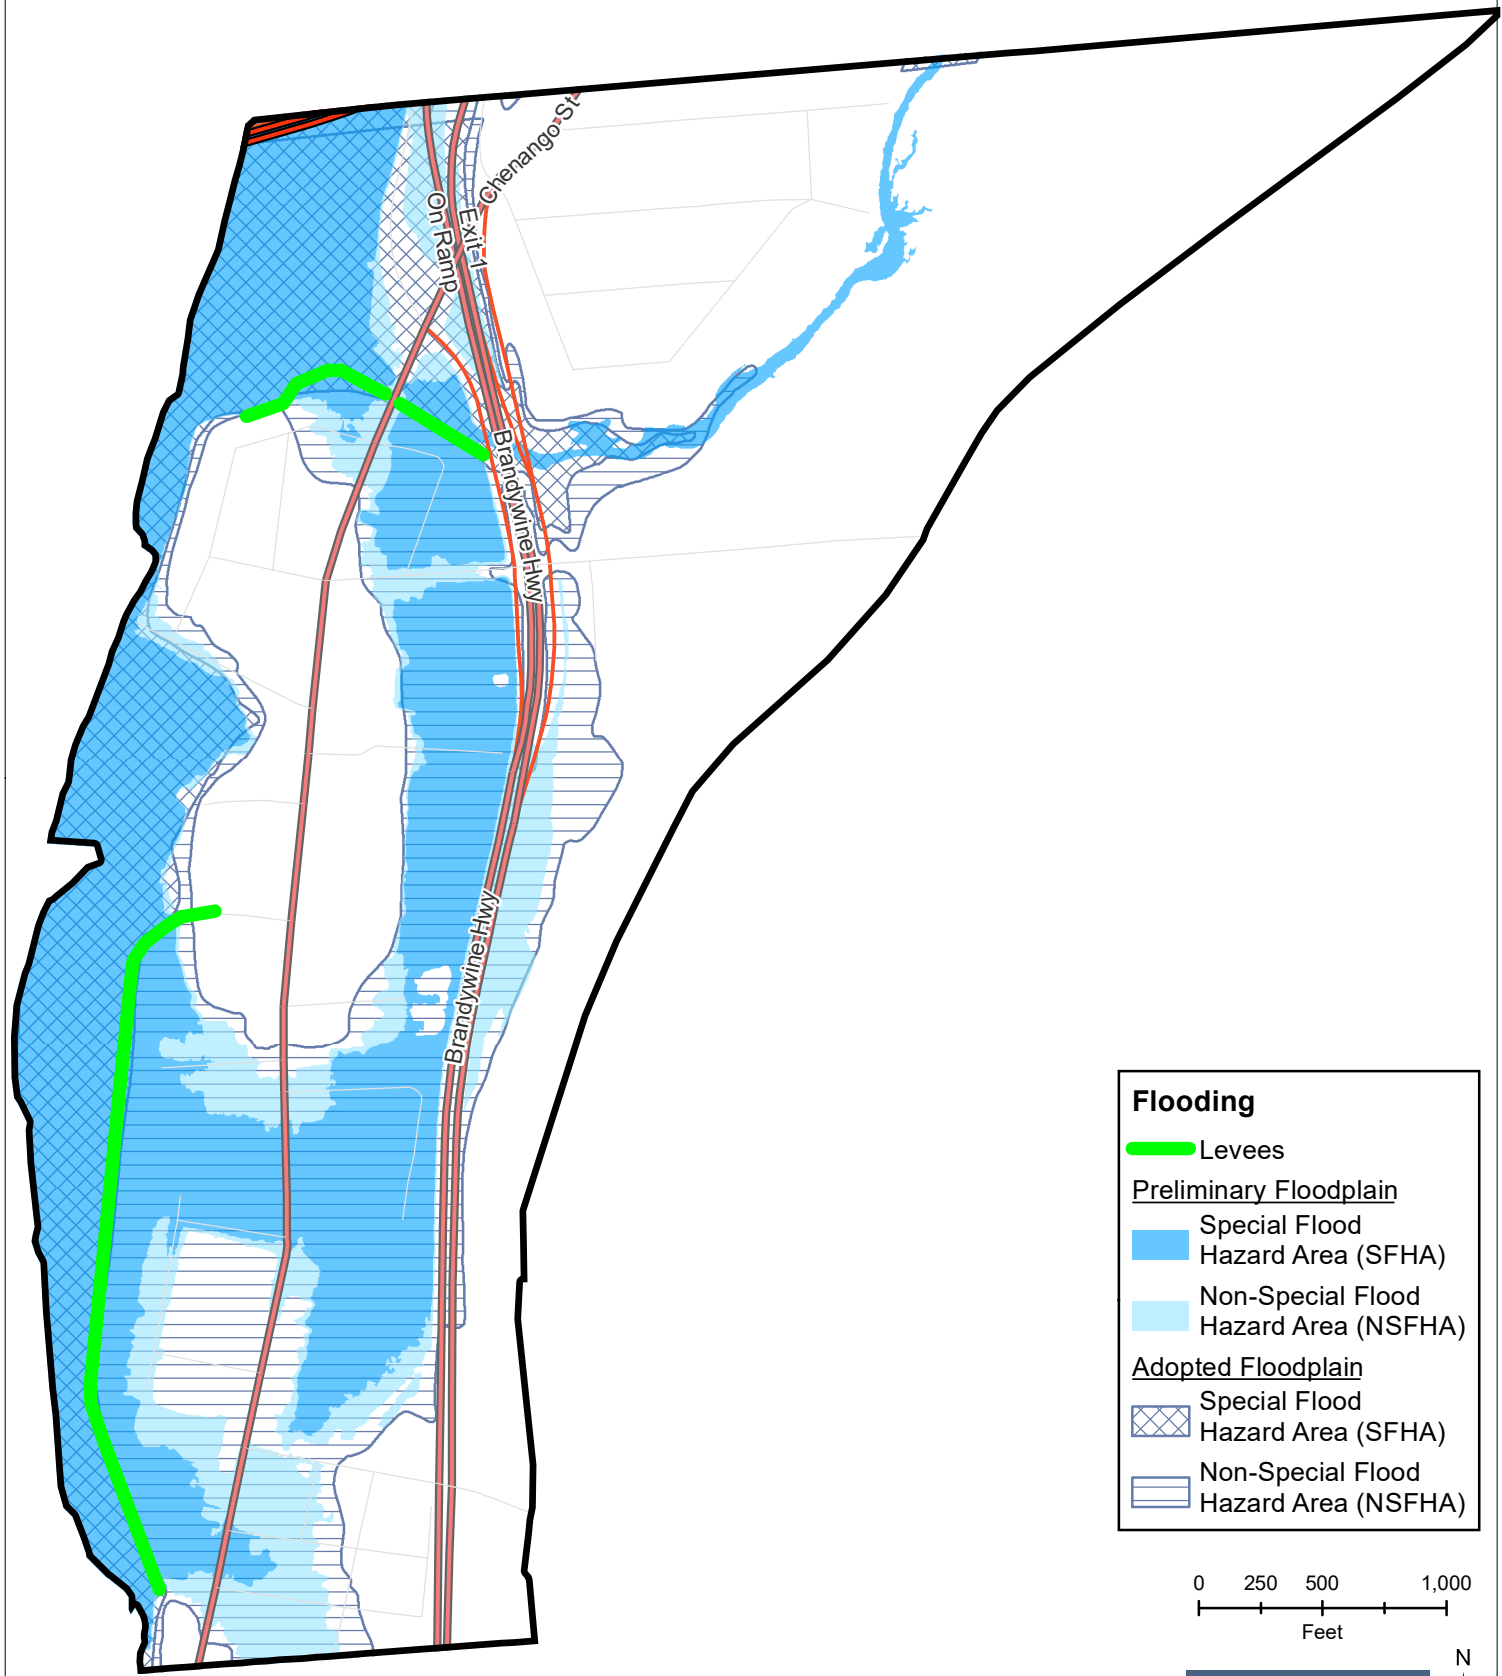 Chenango St
On Ramp
Exit 1
Brandywine Hwy
Brandywine Hwy
Flooding
Levees
Preliminary Floodplain
Special Flood
Hazard Area (SFHA)
Non-Special Flood
Hazard Area (NSFHA)
Adopted Floodplain
Special Flood
Hazard Area (SFHA)
Non-Special Flood
Hazard Area (NSFHA)
0 250 500 1,000
Feet
N